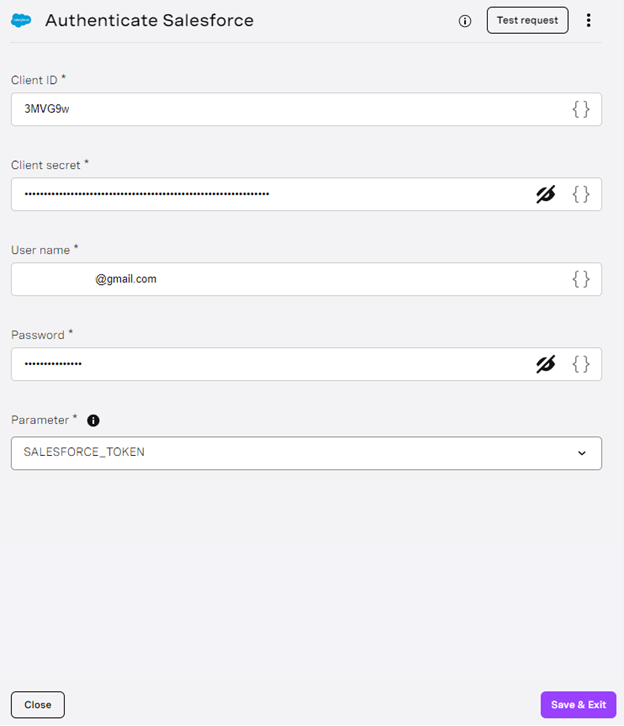 Authenticate Salesforce
Test request
Client ID *
3MVG9w
{ }
Client secret *
••••••••••••••••••••••••••••••••••••••••••••••••••••••••••••••••
{ }
User name *
@gmail.com
{ }
Password *
•••••••••••••••
{ }
Parameter *
SALESFORCE_TOKEN
Close
Save & Exit